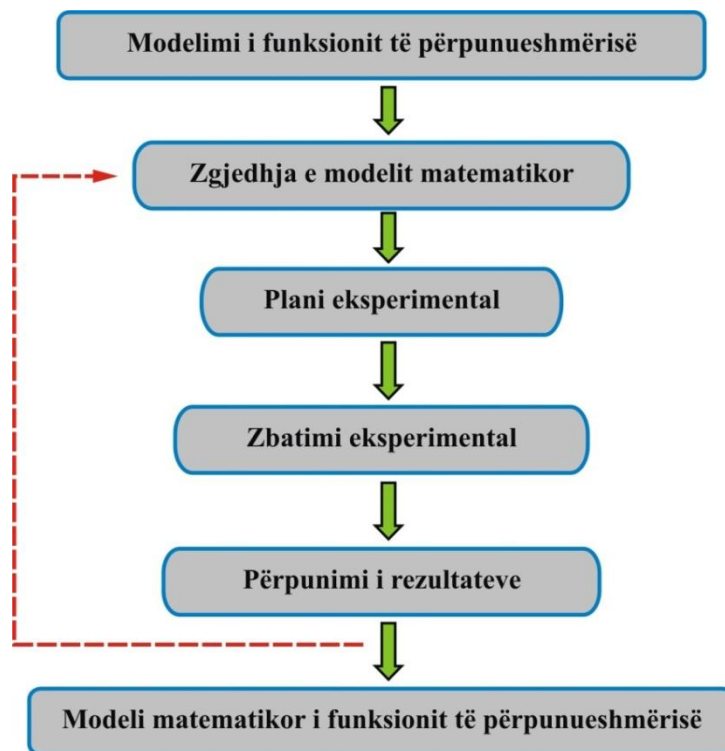 Modelimi i funksionit të përpunueshmërisë
Zgjedhja e modelit matematikor
Plani eksperimental
Zbatimi eksperimental
Përpunimi i rezultateve
Modeli matematikor i funksionit të përpunueshmërisë